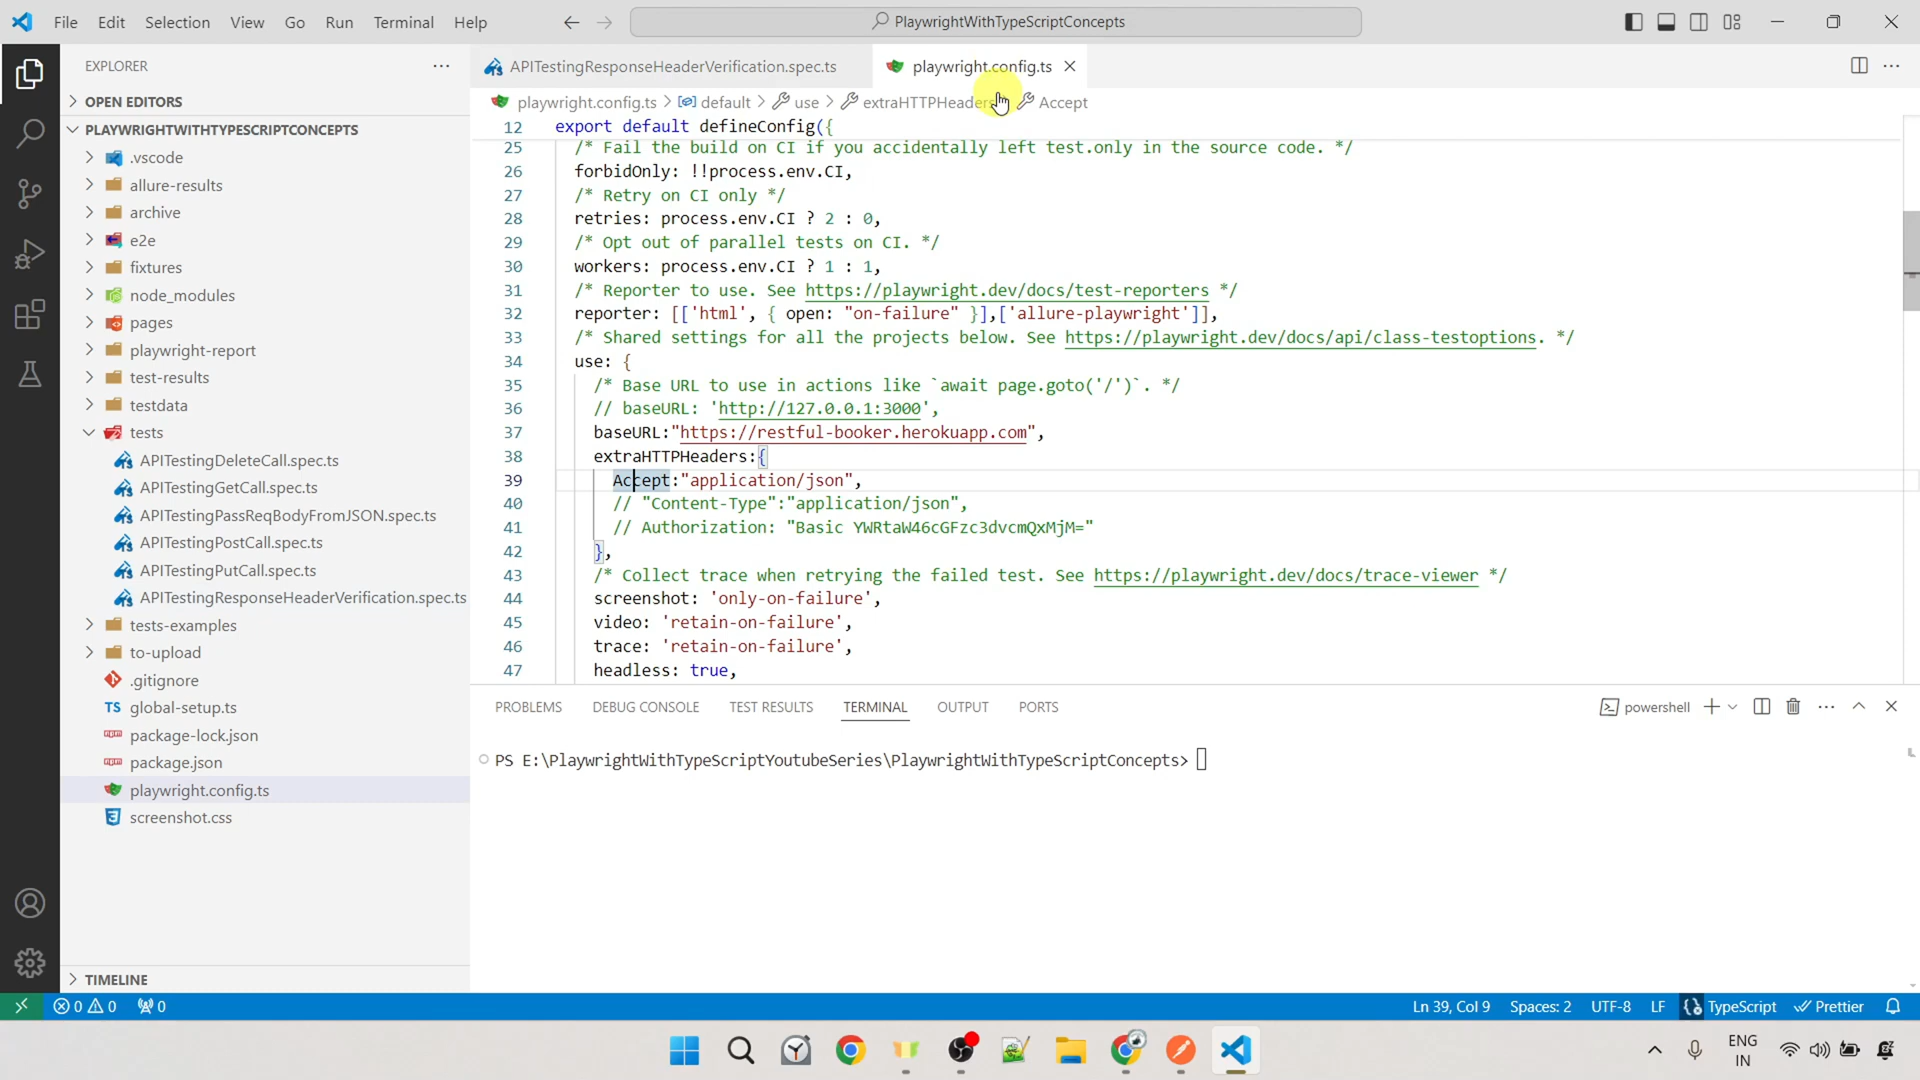 File Edit Selection View Go Run Terminal Help
PlaywrightWithTypeScriptConcepts
EXPLORER
OPEN EDITORS
PLAYWRIGHTWITHTYPESCRIPTCONCEPTS
.vscode
allure-results
archive
e2e
fixtures
node_modules
pages
playwright-report
test-results
testdata
tests
APITestingDeleteCall.spec.ts
APITestingGetCall.spec.ts
APITestingPassReqBodyFromJSON.spec.ts
APITestingPostCall.spec.ts
APITestingPutCall.spec.ts
APITestingResponseHeaderVerification.spec.ts
tests-examples
to-upload
.gitignore
TS global-setup.ts
package-lock.json
package.json
playwright.config.ts
screenshot.css
TIMELINE
APITestingResponseHeaderVerification.spec.ts playwright.config.ts
playwright.config.ts > default > use > extraHTTPHeaders > Accept
12 export default defineConfig({
25 /* Fail the build on CI if you accidentally left test.only in the source code. */
26 forbidOnly: !!process.env.CI,
27 /* Retry on CI only */
28 retries: process.env.CI ? 2 : 0,
29 /* Opt out of parallel tests on CI. */
30 workers: process.env.CI ? 1 : 1,
31 /* Reporter to use. See https://playwright.dev/docs/test-reporters */
32 reporter: [['html', { open: "on-failure" }],['allure-playwright']],
33 /* Shared settings for all the projects below. See https://playwright.dev/docs/api/class-testoptions. */
34 use: {
35 /* Base URL to use in actions like `await page.goto('/')`. */
36 // baseURL: 'http://127.0.0.1:3000',
37 baseURL:"https://restful-booker.herokuapp.com",
38 extraHTTPHeaders:{
39 Accept:"application/json",
40 // "Content-Type":"application/json",
41 // Authorization: "Basic YWRtaW46cGFzc3dvcmQxMjM="
42 },
43 /* Collect trace when retrying the failed test. See https://playwright.dev/docs/trace-viewer */
44 screenshot: 'only-on-failure',
45 video: 'retain-on-failure',
46 trace: 'retain-on-failure',
47 headless: true,
PROBLEMS DEBUG CONSOLE TEST RESULTS TERMINAL OUTPUT PORTS
powershell
PS E:\PlaywrightWithTypeScriptYoutubeSeries\PlaywrightWithTypeScriptConcepts>
0 0 0
Ln 39, Col 9 Spaces: 2 UTF-8 LF TypeScript Prettier
ENG
IN